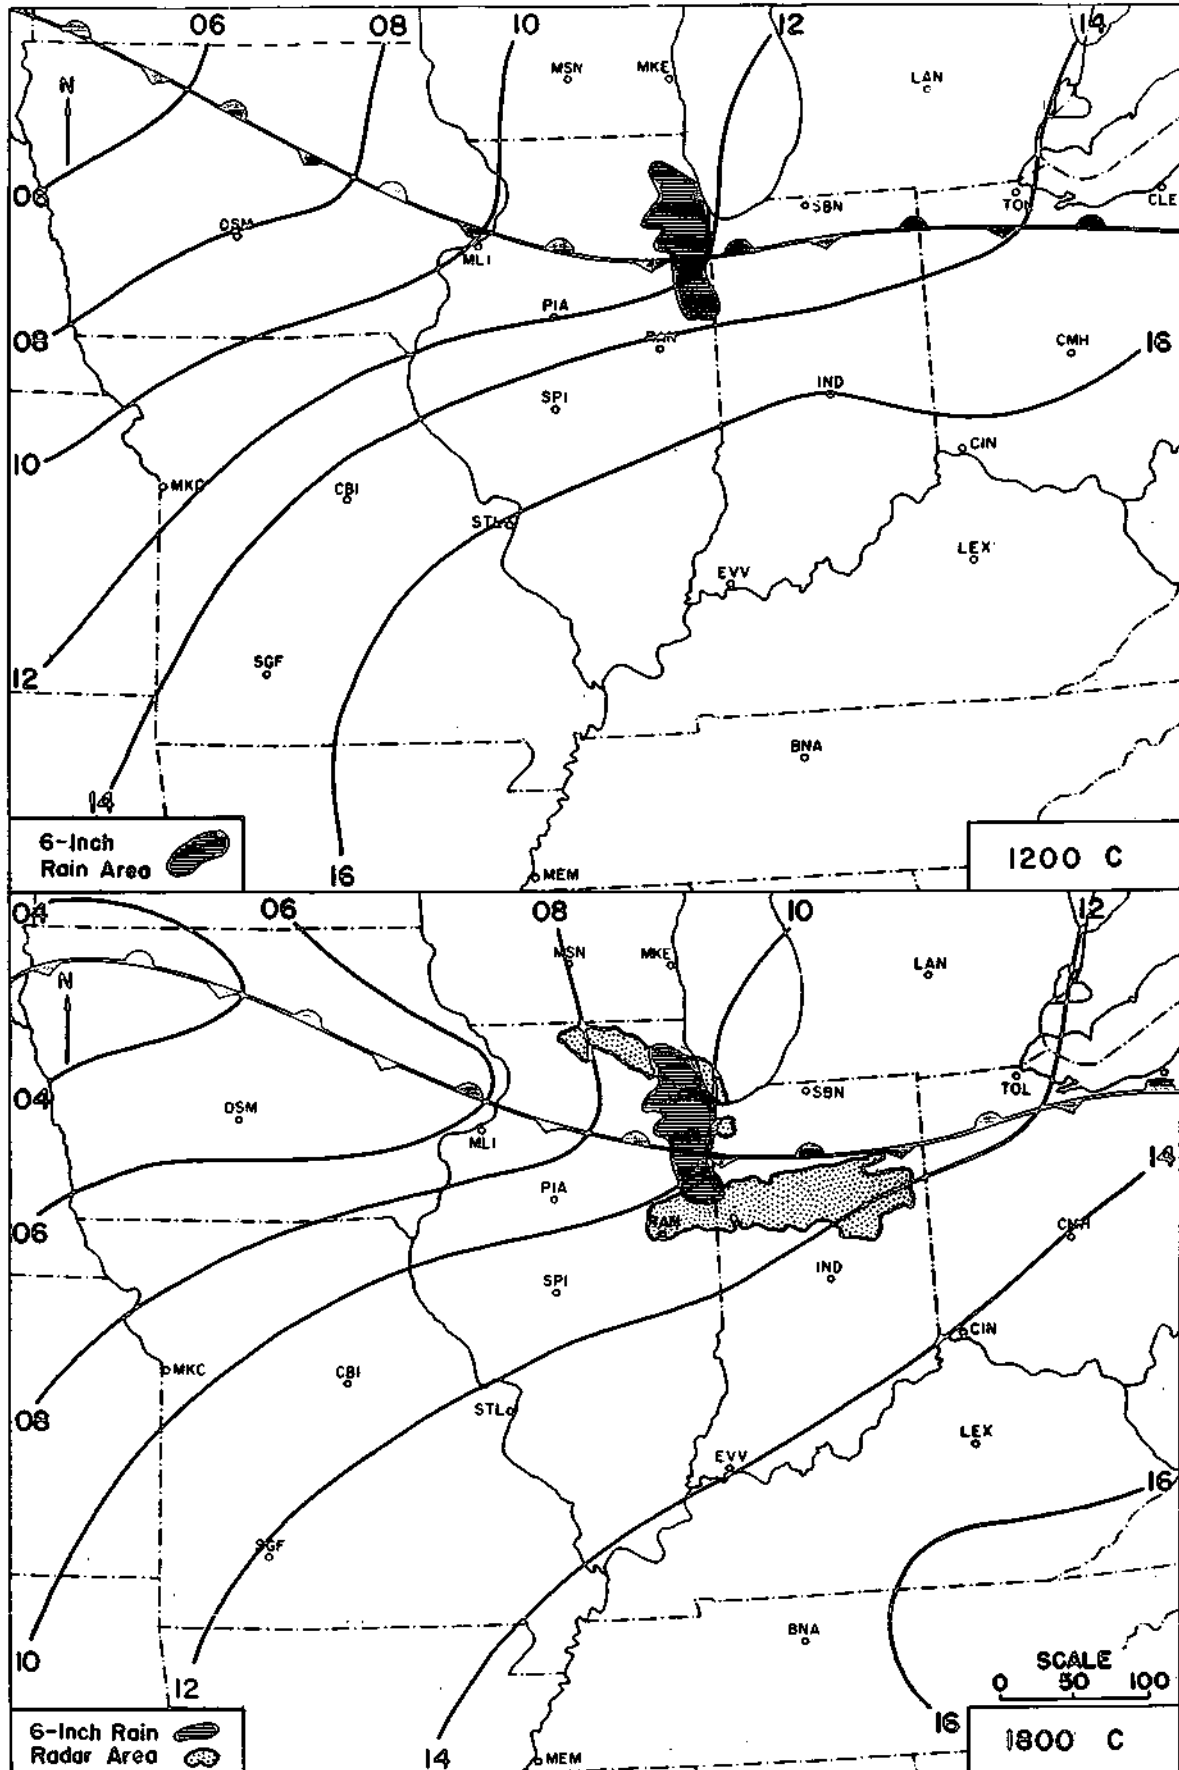 06 08 10 12 14
MSN MKE LAN
N
06
DSM MLI SBN TOL CLE
PIA
08
RAN CMH 16
SPI IND
10
MKC CBI STL CIN
EVV LEX
12
SGF
BNA
14
6-Inch
Rain Area
16
MEM
1200 C
04 06 08 10 12
MSN MKE LAN
N
04
DSM MLI SBN TOL
14
PIA
06
RAN CMH
SPI IND
MKC CBI CIN
08
STL
EVV LEX
16
SGF
BNA
10
12
SCALE
0 50 100
16
6-Inch Rain
Radar Area
14
MEM
1800 C